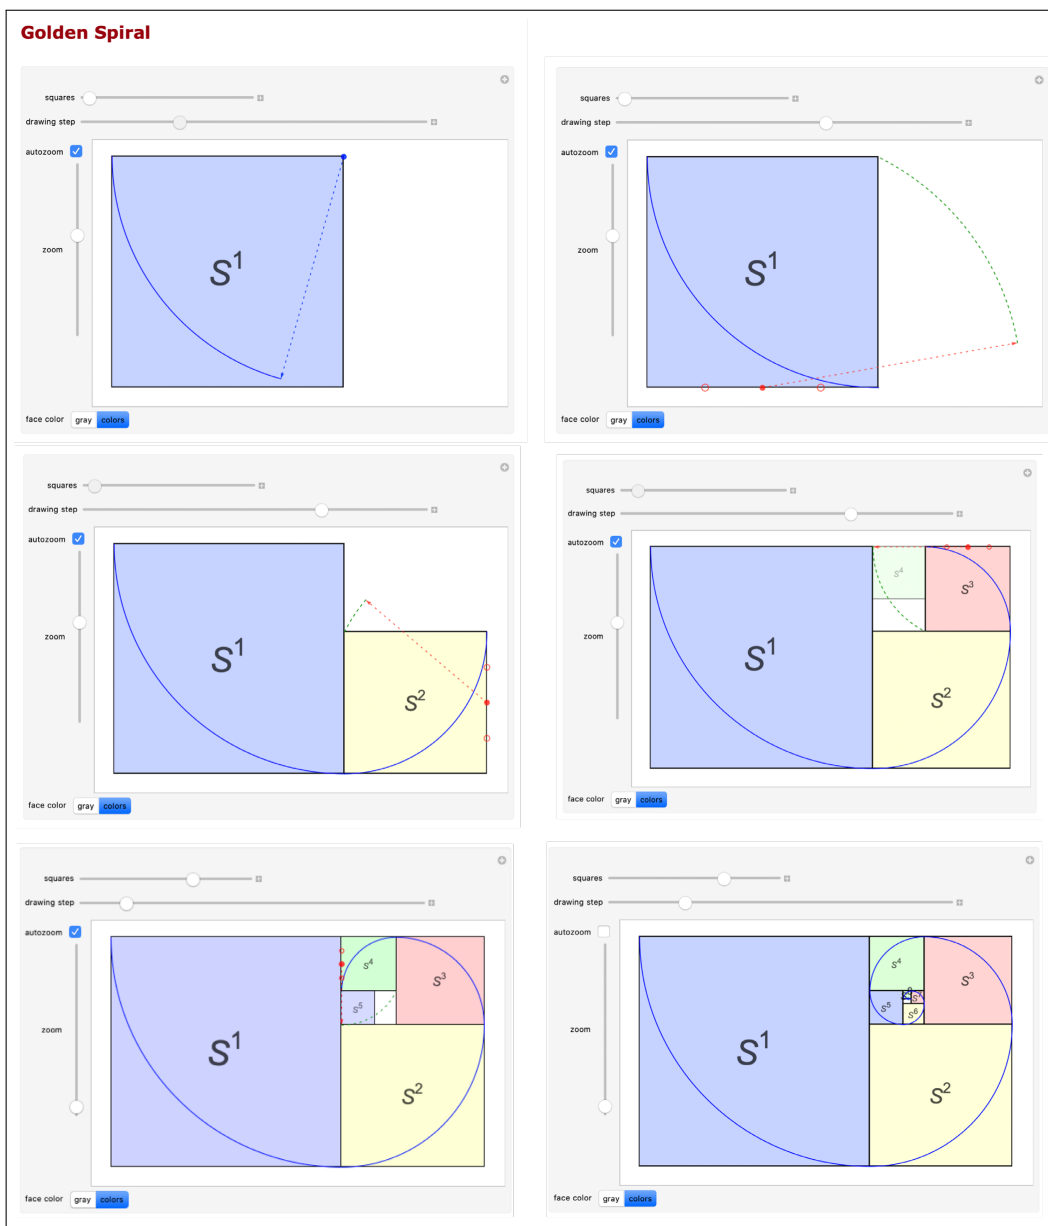 Golden Spiral
squares
drawing step
autozoom
zoom
S1
face color gray colors
squares
drawing step
autozoom
zoom
S1
face color gray colors
squares
drawing step
autozoom
zoom
S1
S2
face color gray colors
squares
drawing step
autozoom
S4
S3
zoom
S1
S2
face color gray colors
squares
drawing step
autozoom
S4
S3
S5
zoom
S1
S2
face color gray colors
squares
drawing step
autozoom
S4
S3
S5
S6
zoom
S1
S2
face color gray colors